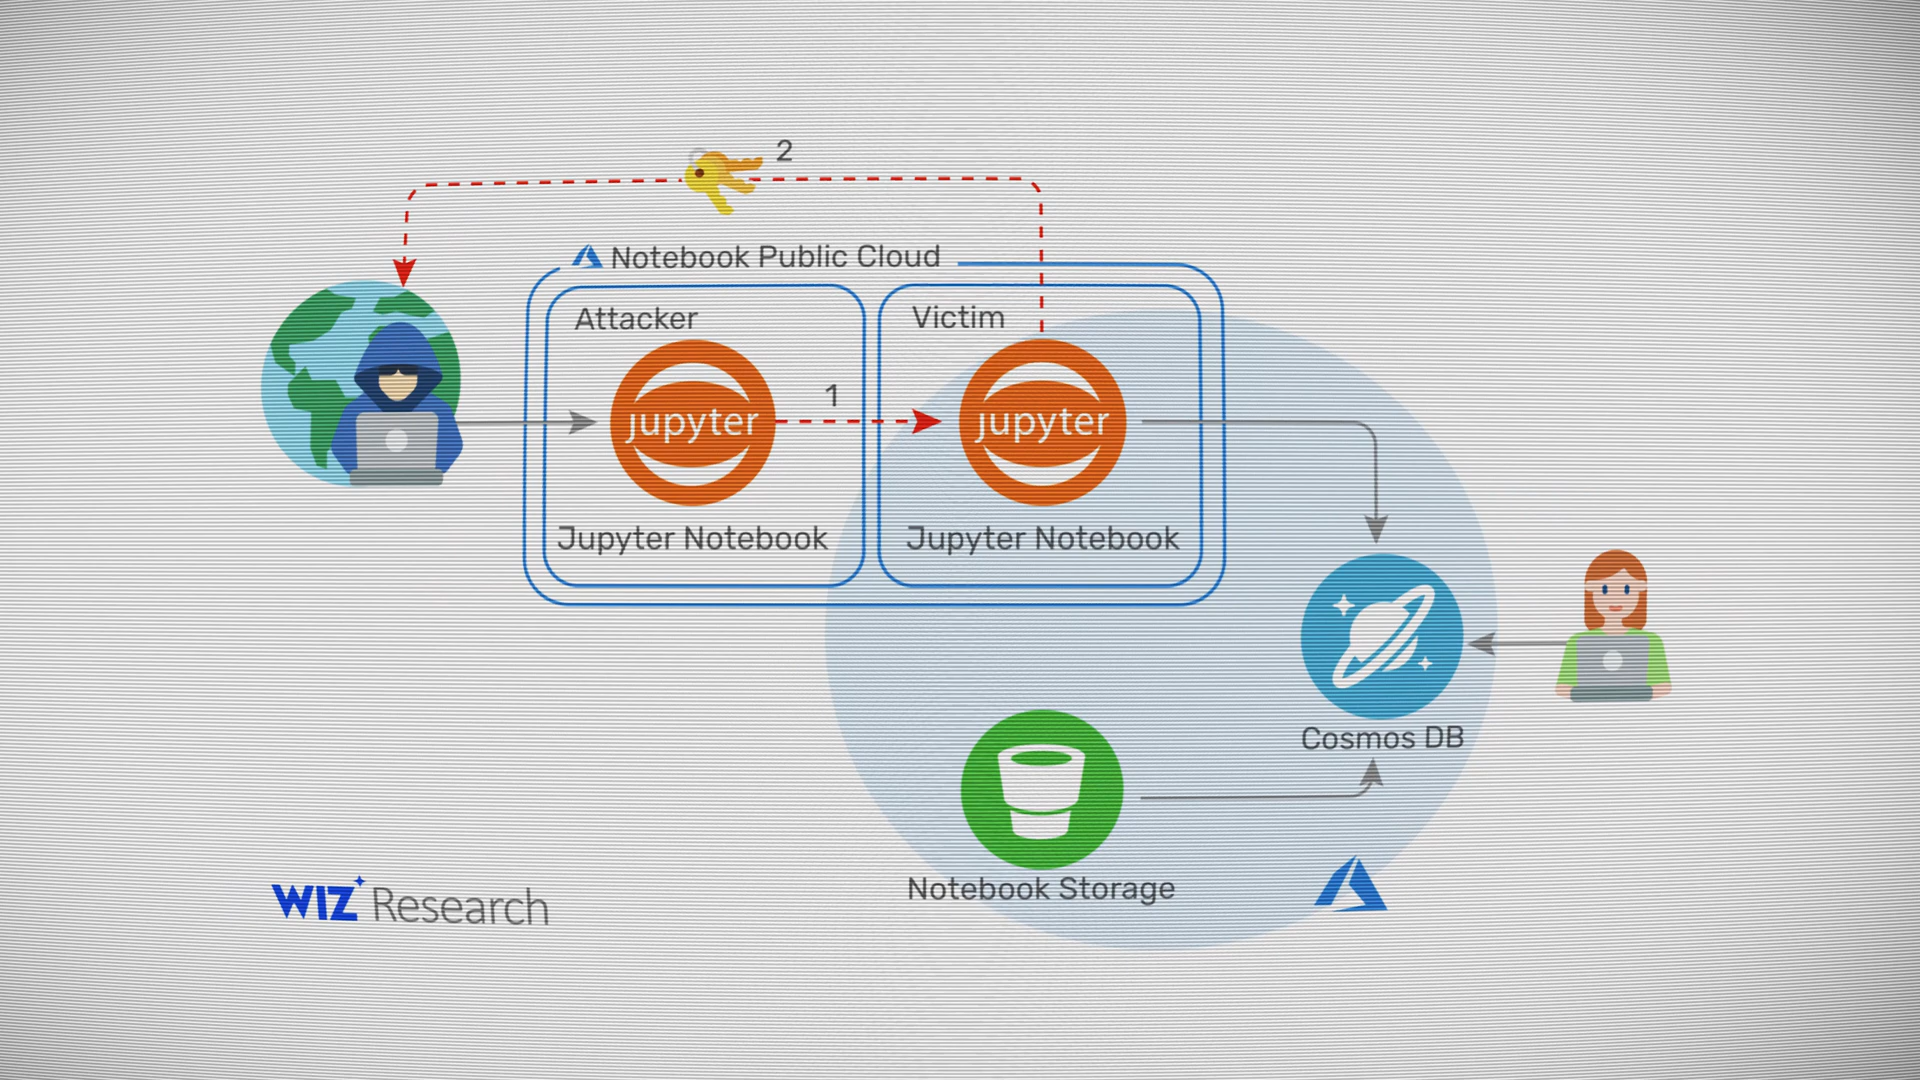 2
Notebook Public Cloud
Attacker
Victim
1
jupyter
jupyter
Jupyter Notebook
Jupyter Notebook
Cosmos DB
Notebook Storage
WIZ Research